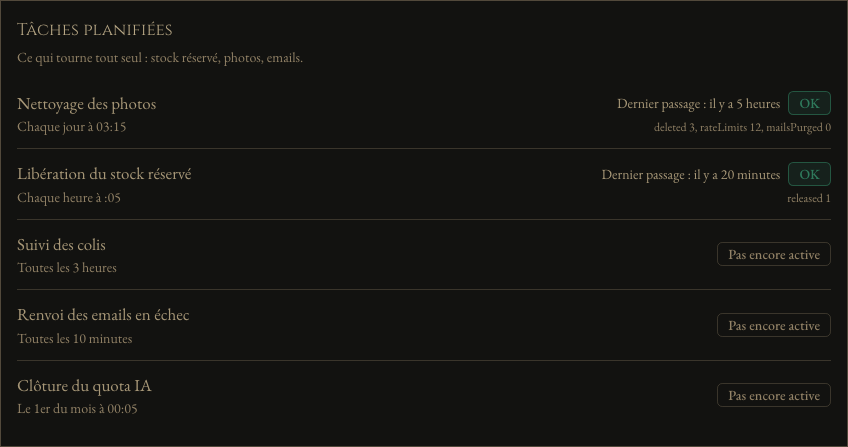 Tâches planifiées
Ce qui tourne tout seul : stock réservé, photos, emails.
Nettoyage des photos
Dernier passage : il y a 5 heures OK
Chaque jour à 03:15
deleted 3, rateLimits 12, mailsPurged 0
Libération du stock réservé
Dernier passage : il y a 20 minutes OK
Chaque heure à :05
released 1
Suivi des colis
Toutes les 3 heures
Pas encore active
Renvoi des emails en échec
Toutes les 10 minutes
Pas encore active
Clôture du quota IA
Le 1er du mois à 00:05
Pas encore active